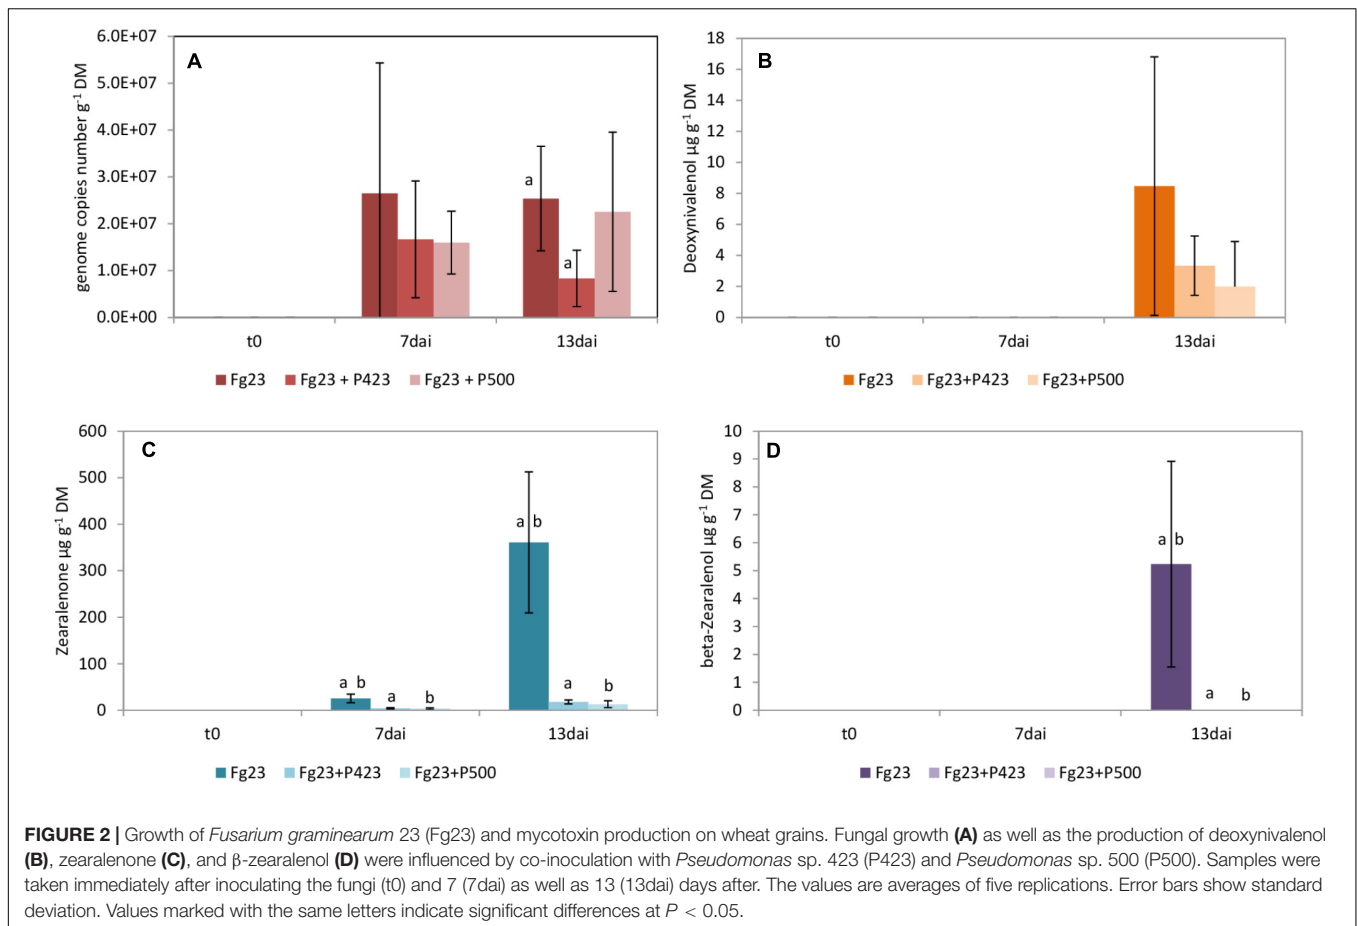 A
genome copies number g-1 DM
6.0E+07
5.0E+07
4.0E+07
3.0E+07
2.0E+07
1.0E+07
0.0E+00
a
a
t0 7dai 13dai
Fg23 Fg23 + P423 Fg23 + P500
B
Deoxynivalenol µg g-1 DM
18
16
14
12
10
8
6
4
2
0
t0 7dai 13dai
Fg23 Fg23+P423 Fg23+P500
C
Zearalenone µg g-1 DM
600
500
400
300
200
100
0
a b
a b a b
a b
t0 7dai 13dai
Fg23 Fg23+P423 Fg23+P500
D
beta-Zearalenol µg g-1 DM
10
9
8
7
6
5
4
3
2
1
0
a b
a b
t0 7dai 13dai
Fg23 Fg23+P423 Fg23+P500
FIGURE 2 | Growth of Fusarium graminearum 23 (Fg23) and mycotoxin production on wheat grains. Fungal growth (A) as well as the production of deoxynivalenol
(B), zearalenone (C), and β-zearalenol (D) were influenced by co-inoculation with Pseudomonas sp. 423 (P423) and Pseudomonas sp. 500 (P500). Samples were
taken immediately after inoculating the fungi (t0) and 7 (7dai) as well as 13 (13dai) days after. The values are averages of five replications. Error bars show standard
deviation. Values marked with the same letters indicate significant differences at P < 0.05.